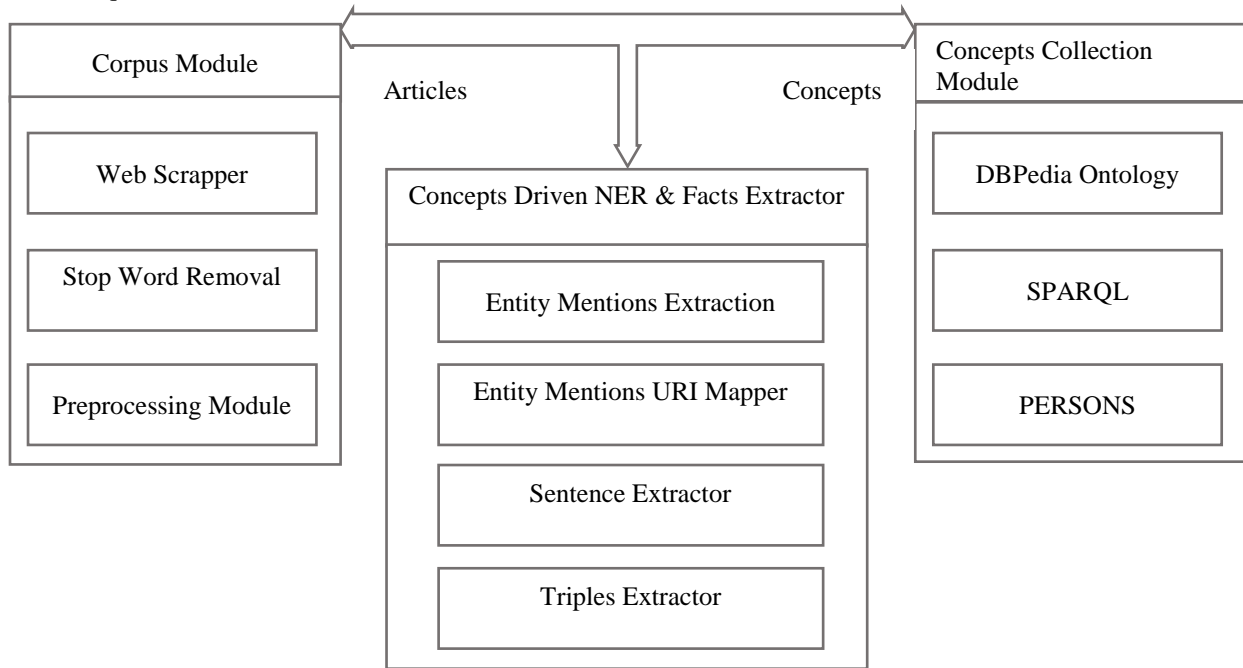 Corpus Module
Web Scrapper
Stop Word Removal
Preprocessing Module
Articles
Concepts
Concepts Driven NER & Facts Extractor
Entity Mentions Extraction
Entity Mentions URI Mapper
Sentence Extractor
Triples Extractor
Concepts Collection
Module
DBPedia Ontology
SPARQL
PERSONS